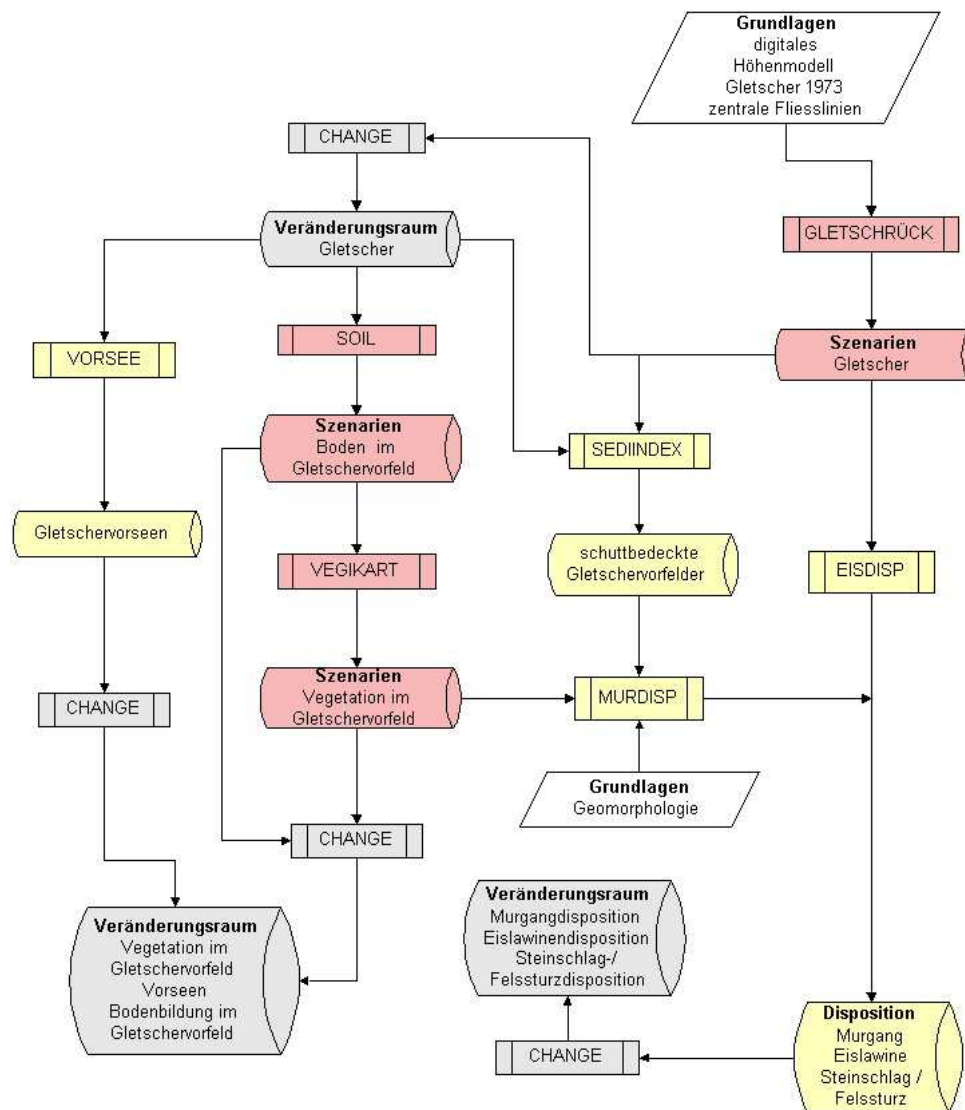 Grundlagen
digitales
Höhenmodell
Gletscher 1973
zentrale Fliesslinien
CHANGE
Veränderungsraum
Gletscher
GLETSCHRÜCK
VORSEE
SOIL
Szenarien
Gletscher
Szenarien
Boden im
Gletschervorfeld
SEDIINDEX
Gletschervorseen
VEGIKART
schuttbedeckte
Gletschervorfelder
EISDISP
CHANGE
Szenarien
Vegetation im
Gletschervorfeld
MURDISP
Grundlagen
Geomorphologie
CHANGE
Veränderungsraum
Vegetation im
Gletschervorfeld
Vorseen
Bodenbildung im
Gletschervorfeld
Veränderungsraum
Murgangdisposition
Eislawinendisposition
Steinschlag-/
Felssturzdisposition
CHANGE
Disposition
Murgang
Eislawine
Steinschlag /
Felssturz